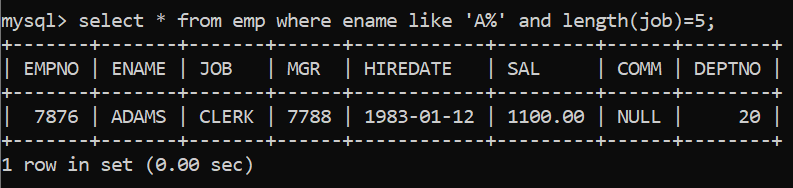 mysql> select * from emp where ename like 'A%' and length(job)=5;
+-------+-------+-------+------+------------+---------+------+--------+
| EMPNO | ENAME | JOB   | MGR  | HIREDATE   | SAL     | COMM | DEPTNO |
+-------+-------+-------+------+------------+---------+------+--------+
|  7876 | ADAMS | CLERK | 7788 | 1983-01-12 | 1100.00 | NULL |     20 |
+-------+-------+-------+------+------------+---------+------+--------+
1 row in set (0.00 sec)